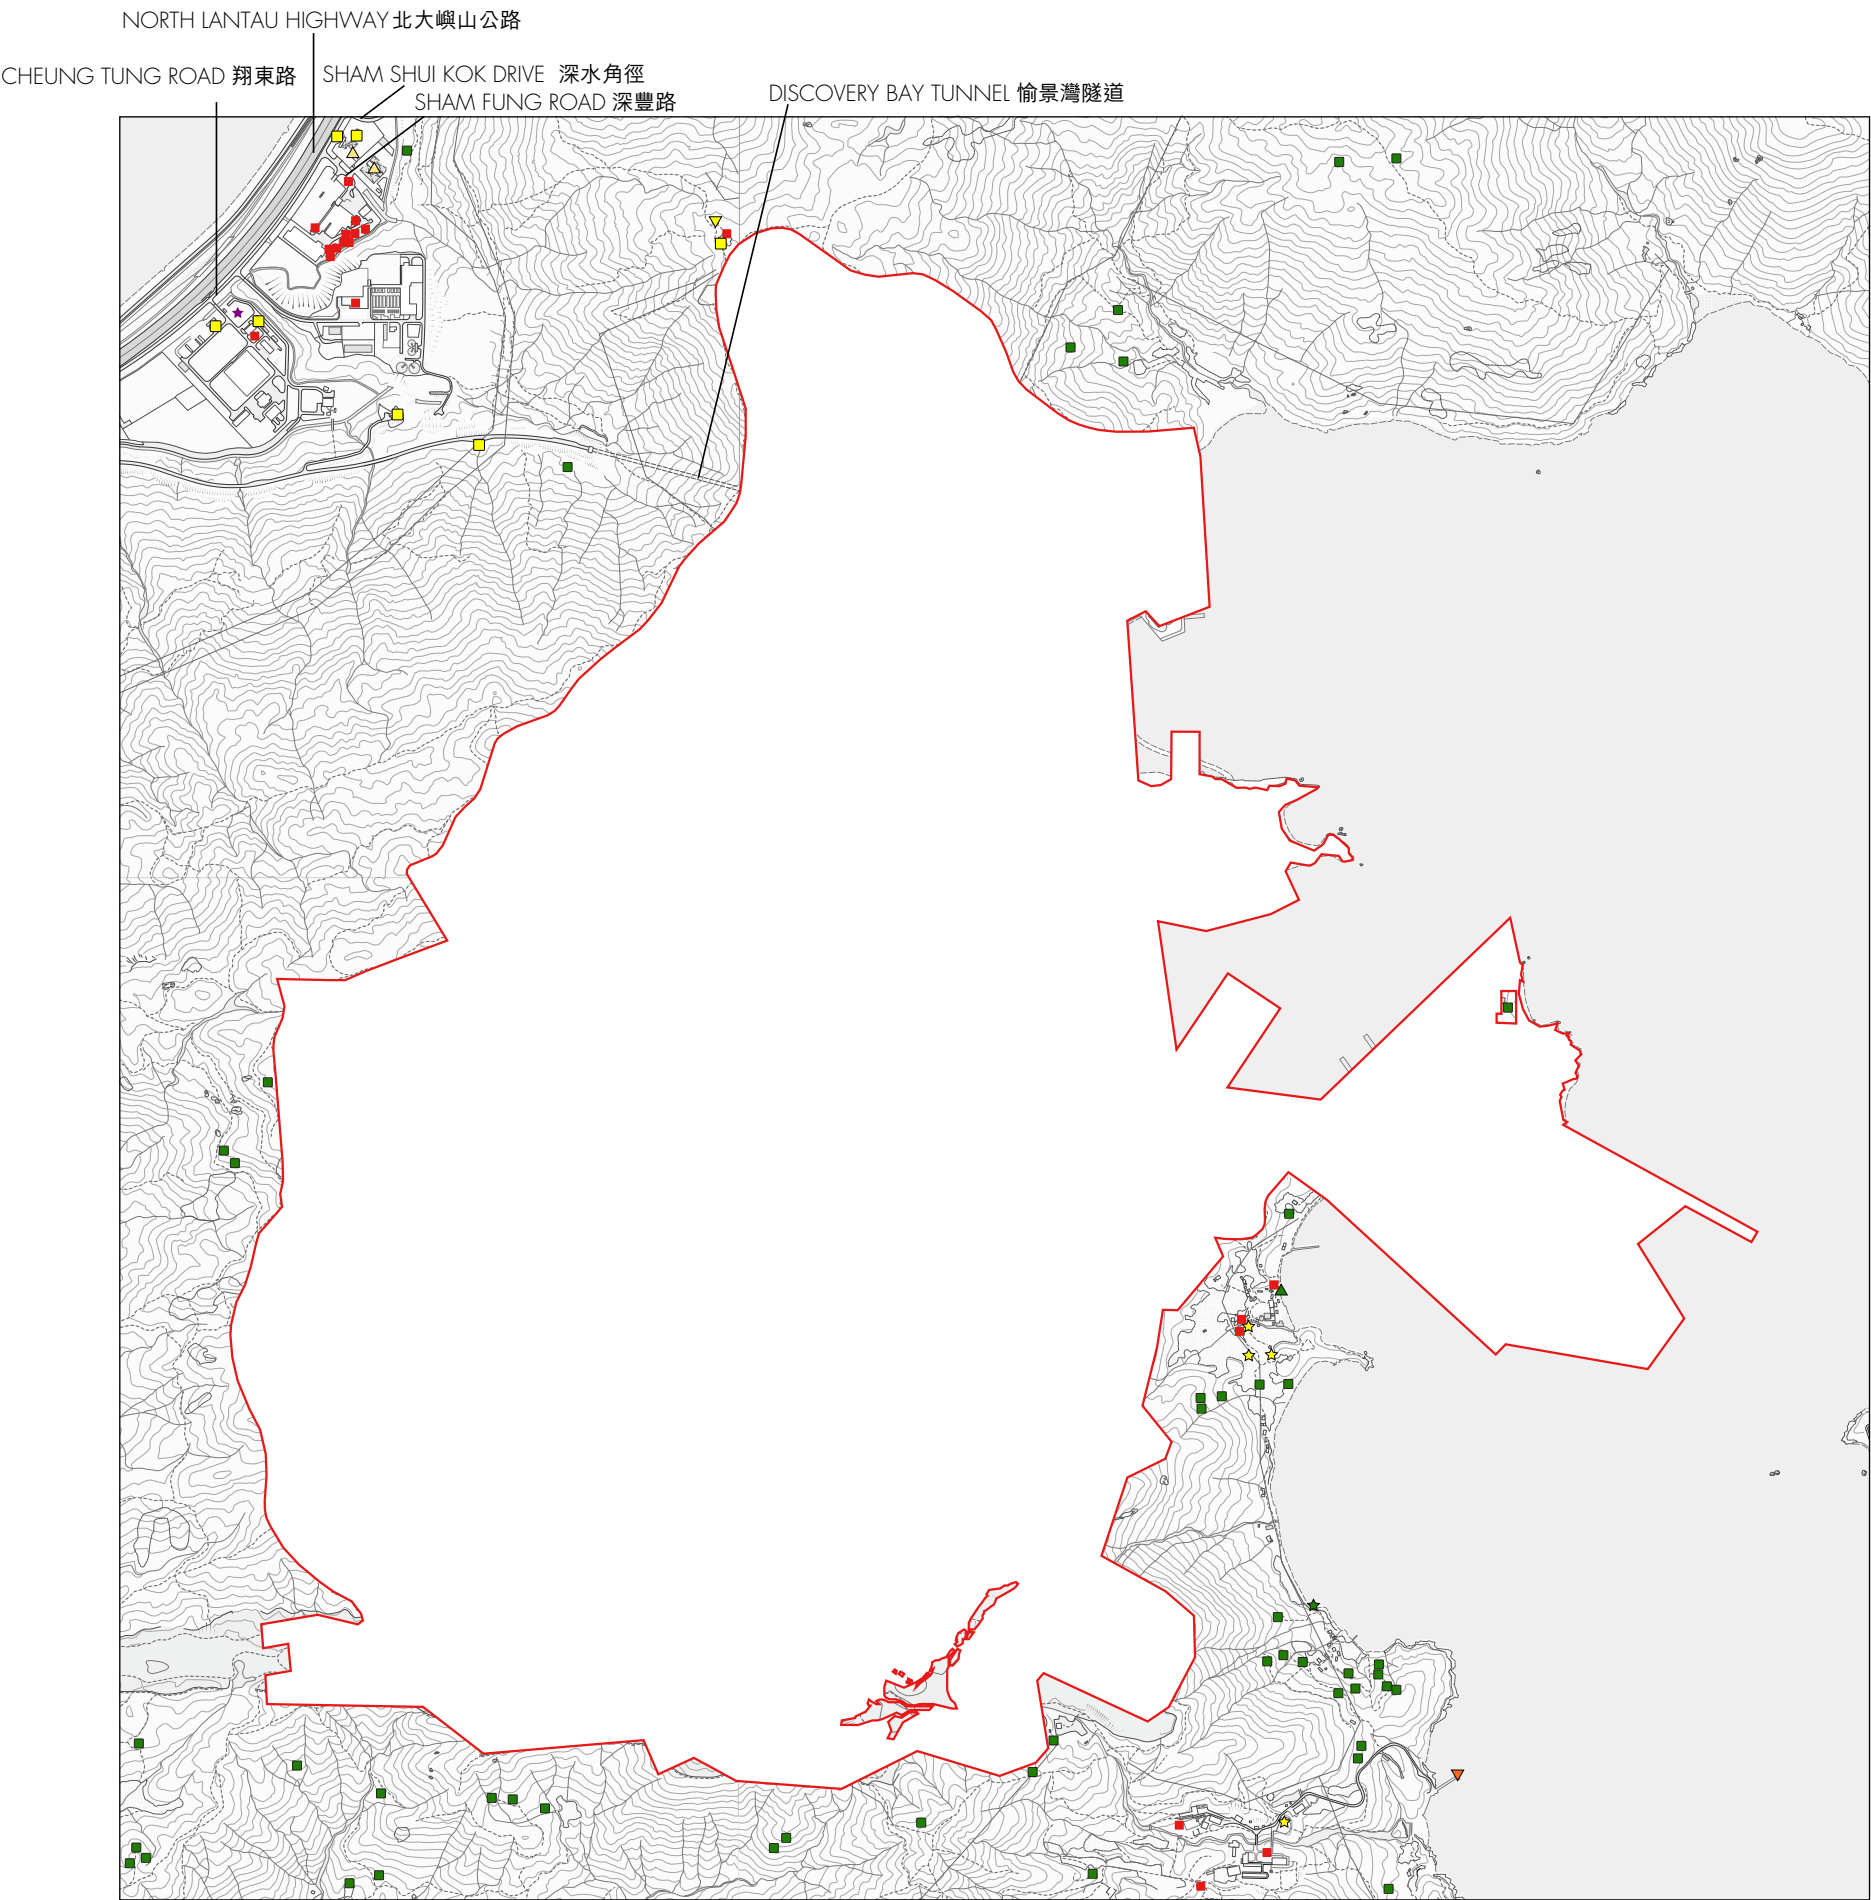 NORTH LANTAU HIGHWAY 北大嶼山公路
CHEUNG TUNG ROAD 翔東路
SHAM SHUI KOK DRIVE 深水角徑
SHAM FUNG ROAD 深豐路
DISCOVERY BAY TUNNEL 愉景灣隧道